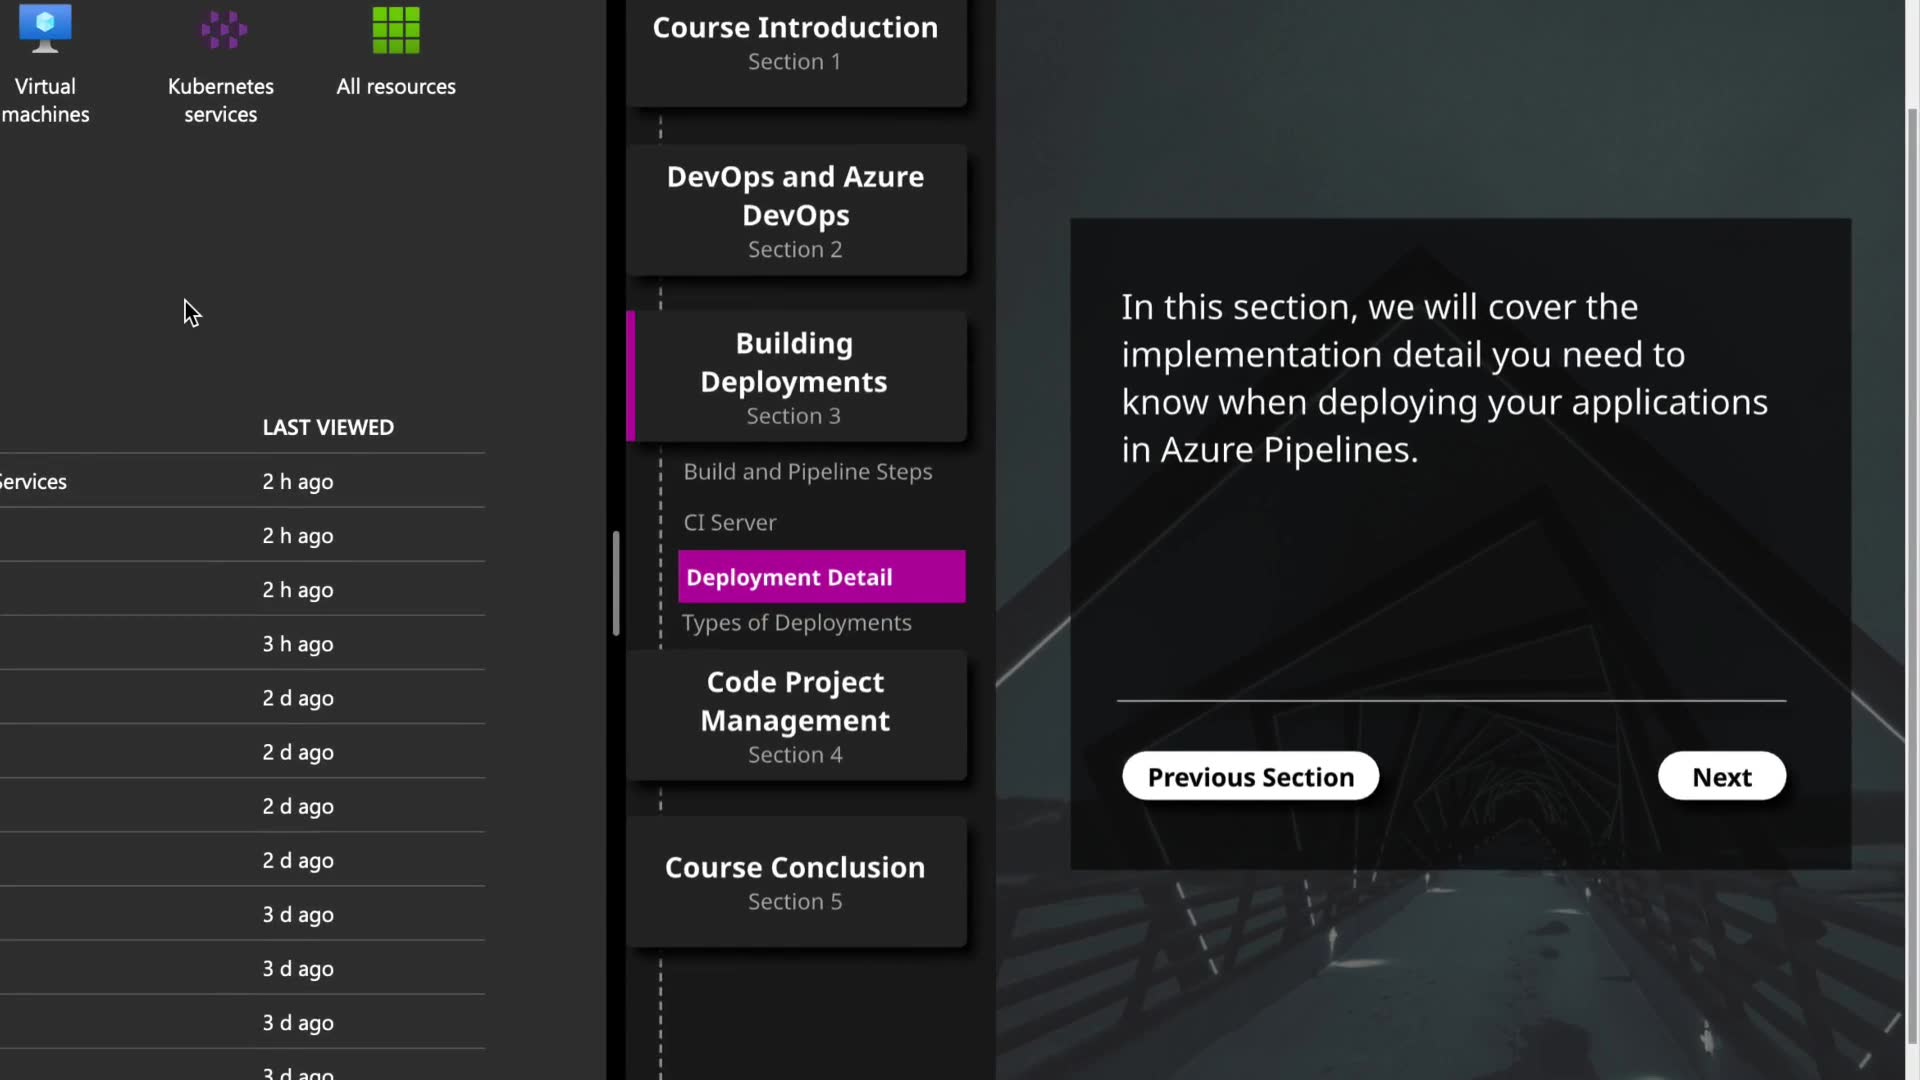 Virtual
machines
Kubernetes
services
All resources
LAST VIEWED
Services
2 h ago
2 h ago
2 h ago
3 h ago
2 d ago
2 d ago
2 d ago
2 d ago
3 d ago
3 d ago
3 d ago
3 d ago
Course Introduction
Section 1
DevOps and Azure
DevOps
Section 2
Building
Deployments
Section 3
Build and Pipeline Steps
CI Server
Deployment Detail
Types of Deployments
Code Project
Management
Section 4
Course Conclusion
Section 5
In this section, we will cover the
implementation detail you need to
know when deploying your applications
in Azure Pipelines.
Previous Section
Next